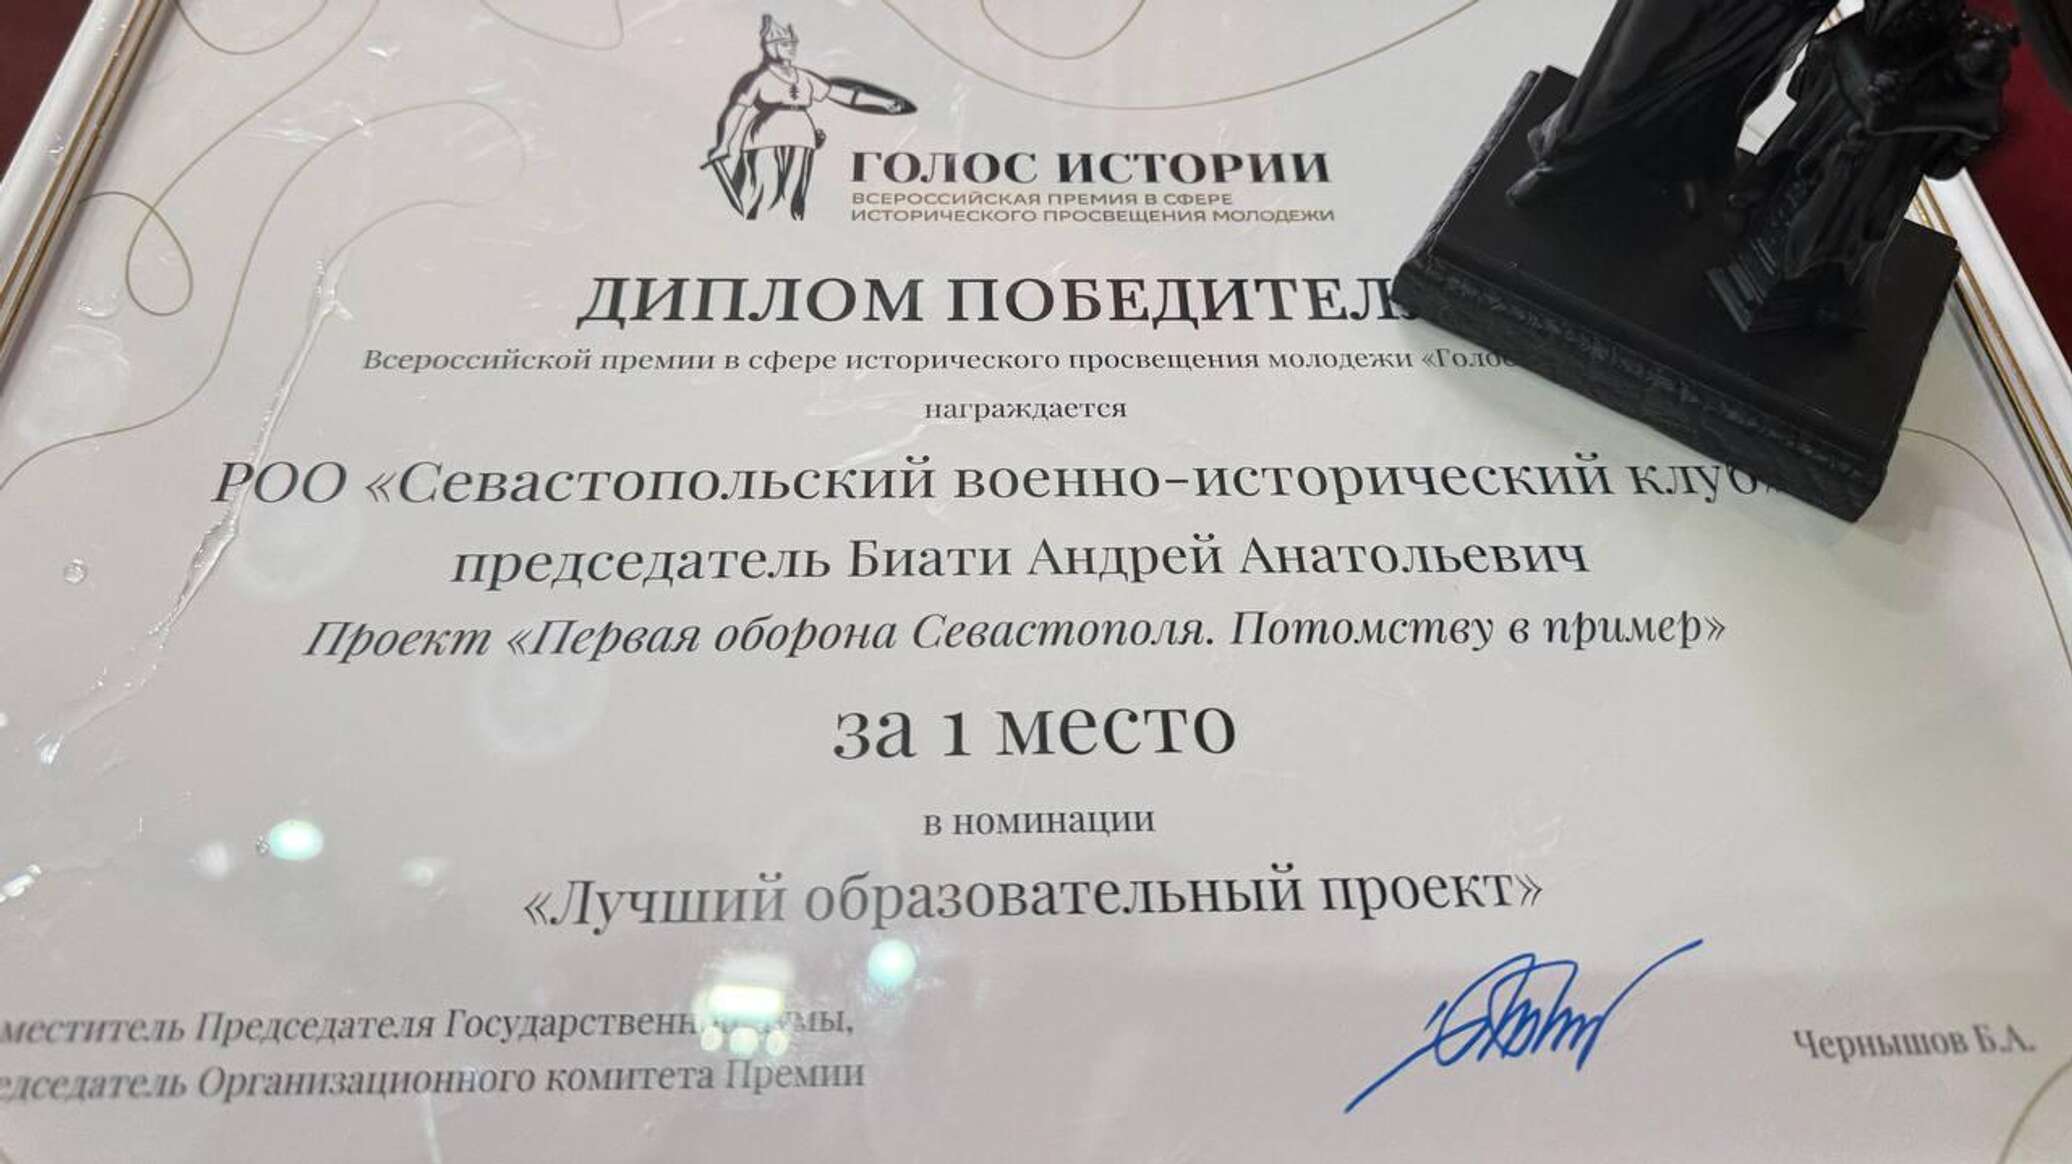 ГОЛОС ИСТОРИИ
ВСЕРОССИЙСКАЯ ПРЕМИЯ В СФЕРЕ
ИСТОРИЧЕСКОГО ПРОСВЕЩЕНИЯ МОЛОДЕЖИ
ДИПЛОМ ПОБЕДИТЕЛ
Всероссийской премии в сфере исторического просвещения молодежи «Голос
награждается
РОО «Севастопольский военно-исторический клуб»
председатель Биати Андрей Анатольевич
Проект «Первая оборона Севастополя. Потомству в пример»
за 1 место
в номинации
«Лучший образовательный проект»
меститель Председателя Государственн умы,
едседатель Организационного комитета Премии
Чернышов Б.А.